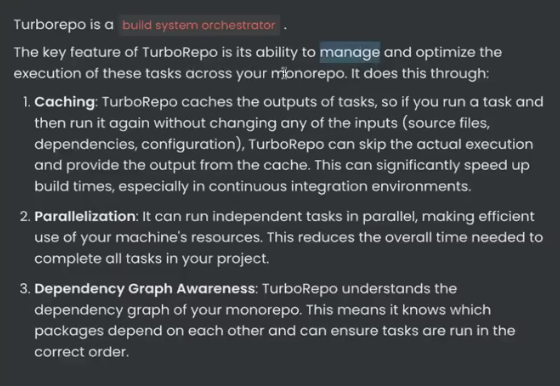 Turborepo is a build system orchestrator .
The key feature of TurboRepo is its ability to manage and optimize the
execution of these tasks across your monorepo. It does this through:
1. Caching: TurboRepo caches the outputs of tasks, so if you run a task and
then run it again without changing any of the inputs (source files,
dependencies, configuration), TurboRepo can skip the actual execution
and provide the output from the cache. This can significantly speed up
build times, especially in continuous integration environments.
2. Parallelization: It can run independent tasks in parallel, making efficient
use of your machine's resources. This reduces the overall time needed to
complete all tasks in your project.
3. Dependency Graph Awareness: TurboRepo understands the
dependency graph of your monorepo. This means it knows which
packages depend on each other and can ensure tasks are run in the
correct order.